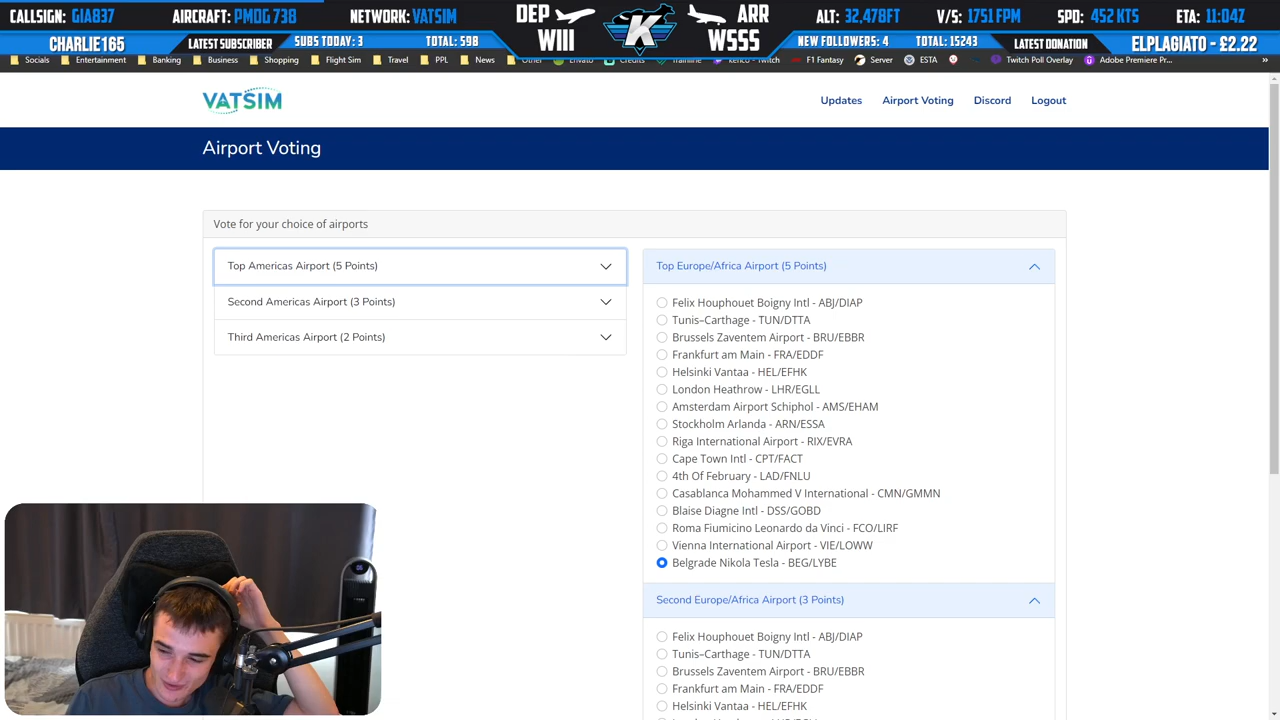 CALLSIGN: GIA837
AIRCRAFT: PMDG 738
NETWORK: VATSIM
DEP
WIII
K
ARR
WSSS
ALT: 32,478FT
V/S: 1751 FPM
SPD: 452 KTS
ETA: 11:04Z
CHARLIE165
LATEST SUBSCRIBER
SUBS TODAY: 3
TOTAL: 598
NEW FOLLOWERS: 4
TOTAL: 15243
LATEST DONATION
ELPLAGIATO - £2.22
Socials
Entertainment
Banking
Business
Shopping
Flight Sim
Travel
PPL
News
Other
Envato
Credits
Trainline
kenco - Twitch
F1 Fantasy
Server
ESTA
Twitch Poll Overlay
Adobe Premiere Pr...
»
VATSIM
Updates
Airport Voting
Discord
Logout
Airport Voting
Vote for your choice of airports
Top Americas Airport (5 Points)
Second Americas Airport (3 Points)
Third Americas Airport (2 Points)
Top Europe/Africa Airport (5 Points)
Felix Houphouet Boigny Intl - ABJ/DIAP
Tunis–Carthage - TUN/DTTA
Brussels Zaventem Airport - BRU/EBBR
Frankfurt am Main - FRA/EDDF
Helsinki Vantaa - HEL/EFHK
London Heathrow - LHR/EGLL
Amsterdam Airport Schiphol - AMS/EHAM
Stockholm Arlanda - ARN/ESSA
Riga International Airport - RIX/EVRA
Cape Town Intl - CPT/FACT
4th Of February - LAD/FNLU
Casablanca Mohammed V International - CMN/GMMN
Blaise Diagne Intl - DSS/GOBD
Roma Fiumicino Leonardo da Vinci - FCO/LIRF
Vienna International Airport - VIE/LOWW
Belgrade Nikola Tesla - BEG/LYBE
Second Europe/Africa Airport (3 Points)
Felix Houphouet Boigny Intl - ABJ/DIAP
Tunis–Carthage - TUN/DTTA
Brussels Zaventem Airport - BRU/EBBR
Frankfurt am Main - FRA/EDDF
Helsinki Vantaa - HEL/EFHK